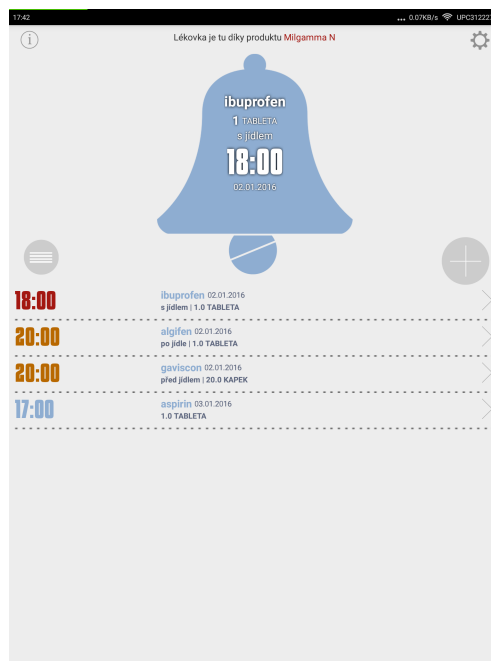 17:42
... 0.07KB/s UPC31222
Lékovka je tu díky produktu Milgamma N
i
ibuprofen
1 TABLETA
s jídlem
18:00
02.01.2016
18:00 ibuprofen 02.01.2016
s jídlem | 1.0 TABLETA
20:00 algifen 02.01.2016
po jídle | 1.0 TABLETA
20:00 gaviscon 02.01.2016
před jídlem | 20.0 KAPEK
17:00 aspirin 03.01.2016
1.0 TABLETA